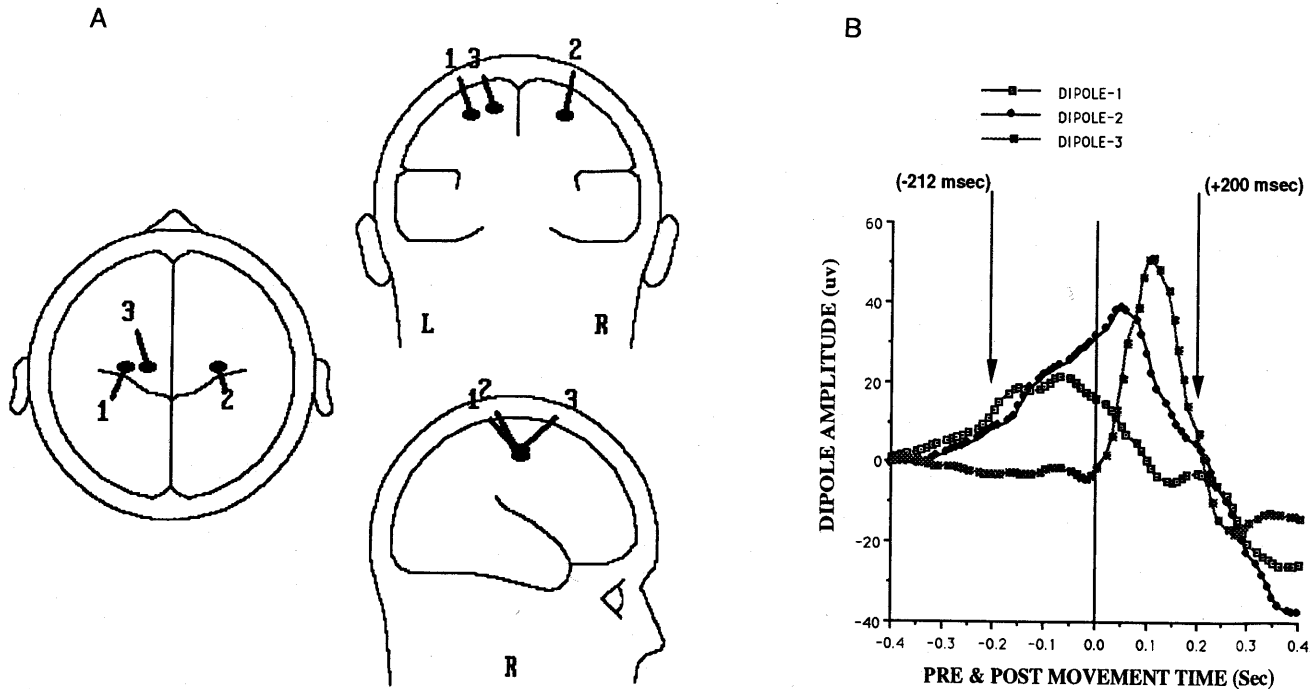 A
1 3 2
L R
3
1 2
1 2 3
R
B
DIPOLE-1
DIPOLE-2
DIPOLE-3
(-212 msec)
(+200 msec)
60
40
20
0
-20
-40
DIPOLE AMPLITUDE (uv)
-0.4 -0.3 -0.2 -0.1 0.0 0.1 0.2 0.3 0.4
PRE & POST MOVEMENT TIME (Sec)